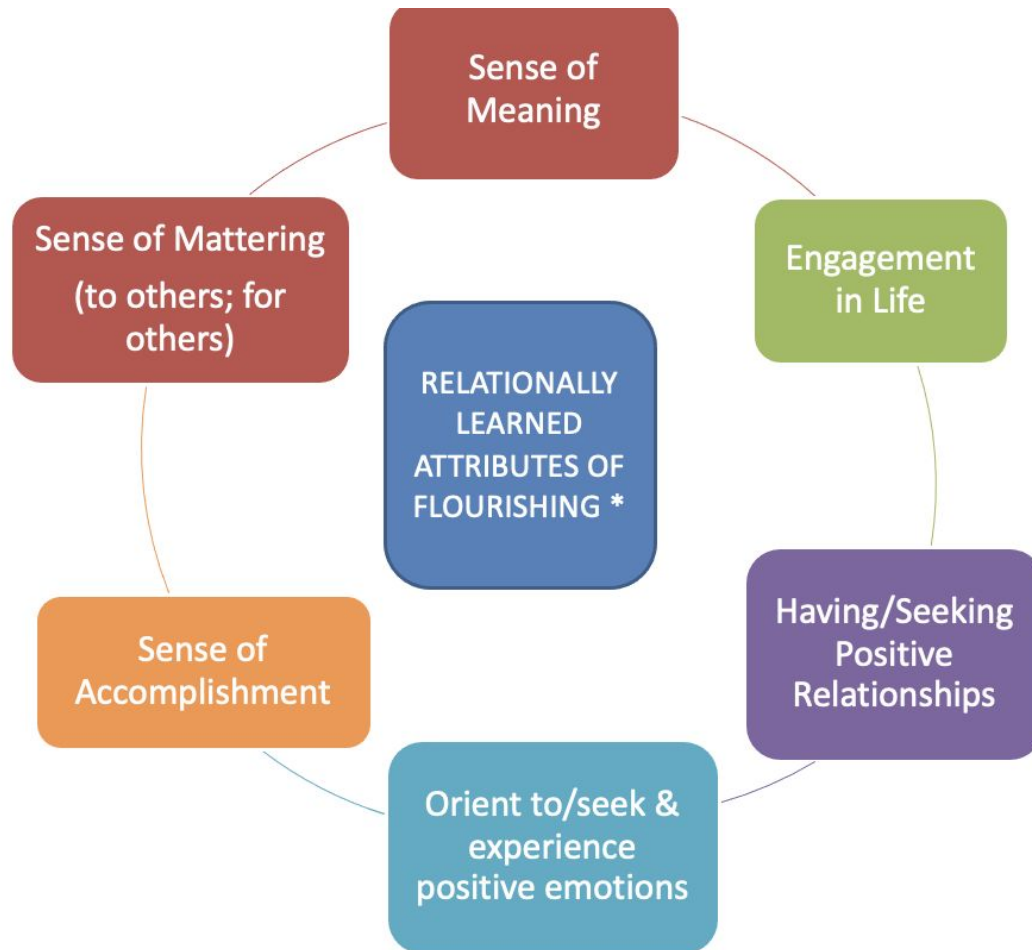 Sense of
Meaning
Engagement
in Life
Having/Seeking
Positive
Relationships
Orient to/seek &
experience
positive emotions
Sense of
Accomplishment
Sense of Mattering
(to others; for
others)
RELATIONALLY
LEARNED
ATTRIBUTES OF
FLOURISHING *